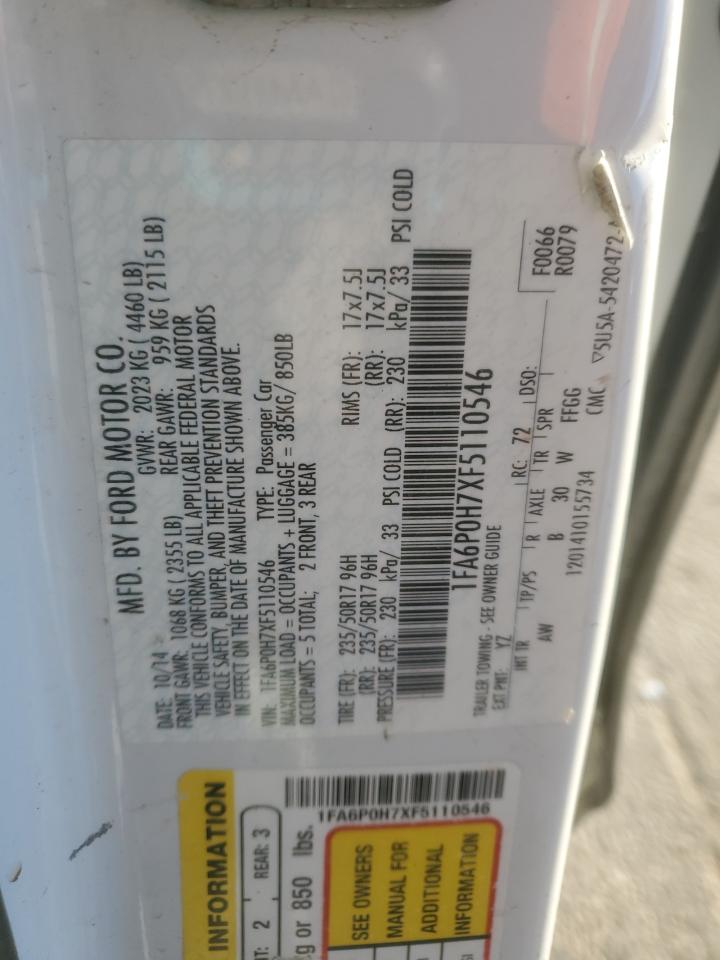 MFD. BY FORD MOTOR CO.
DATE: 10/14 GVWR: 2023 KG ( 4460 LB)
FRONT GAWR: 1068 KG ( 2355 LB) REAR GAWR: 959 KG ( 2115 LB)
THIS VEHICLE CONFORMS TO ALL APPLICABLE FEDERAL MOTOR
VEHICLE SAFETY, BUMPER, AND THEFT PREVENTION STANDARDS
IN EFFECT ON THE DATE OF MANUFACTURE SHOWN ABOVE.
VIN: 1FA6P0H7XF5110546 TYPE: Passenger Car
MAXIMUM LOAD = OCCUPANTS + LUGGAGE = 385KG/ 850LB
OCCUPANTS = 5 TOTAL; 2 FRONT, 3 REAR
TIRE (FR): 235/50R17 96H RIMS (FR): 17x7.5J
(RR): 235/50R17 96H (RR): 17x7.5J
PRESSURE (FR): 230 kPa/ 33 PSI COLD (RR): 230 kPa/ 33 PSI COLD
1FA6P0H7XF5110546
TRAILER TOWING - SEE OWNER GUIDE
EXT PNT: YZ RC: 72 DSO: F0066
R0079
INT TR TP/PS R AXLE TR SPR
AW B 30 W FFGG
1201410155734 CMC ▽5U5A-5420472-
1FA6P0H7XF5110546
INFORMATION
2 REAR: 3
or 850 lbs.
SEE OWNERS
MANUAL FOR
ADDITIONAL
INFORMATION